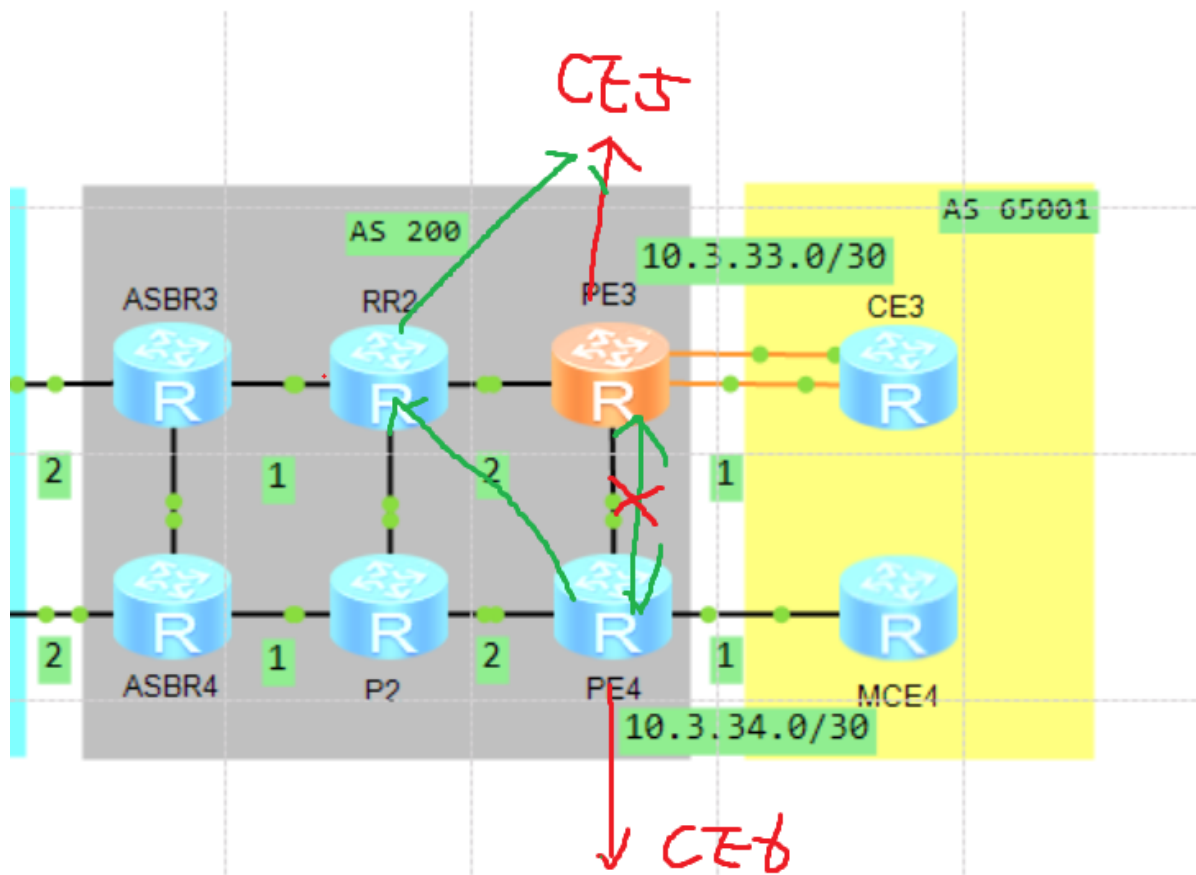 CE5
AS 200
AS 65001
10.3.33.0/30
ASBR3
RR2
PE3
CE3
R
R
R
R
2
1
2
1
R
R
R
R
2
1
2
1
ASBR4
P2
PE4
MCE4
10.3.34.0/30
CE6